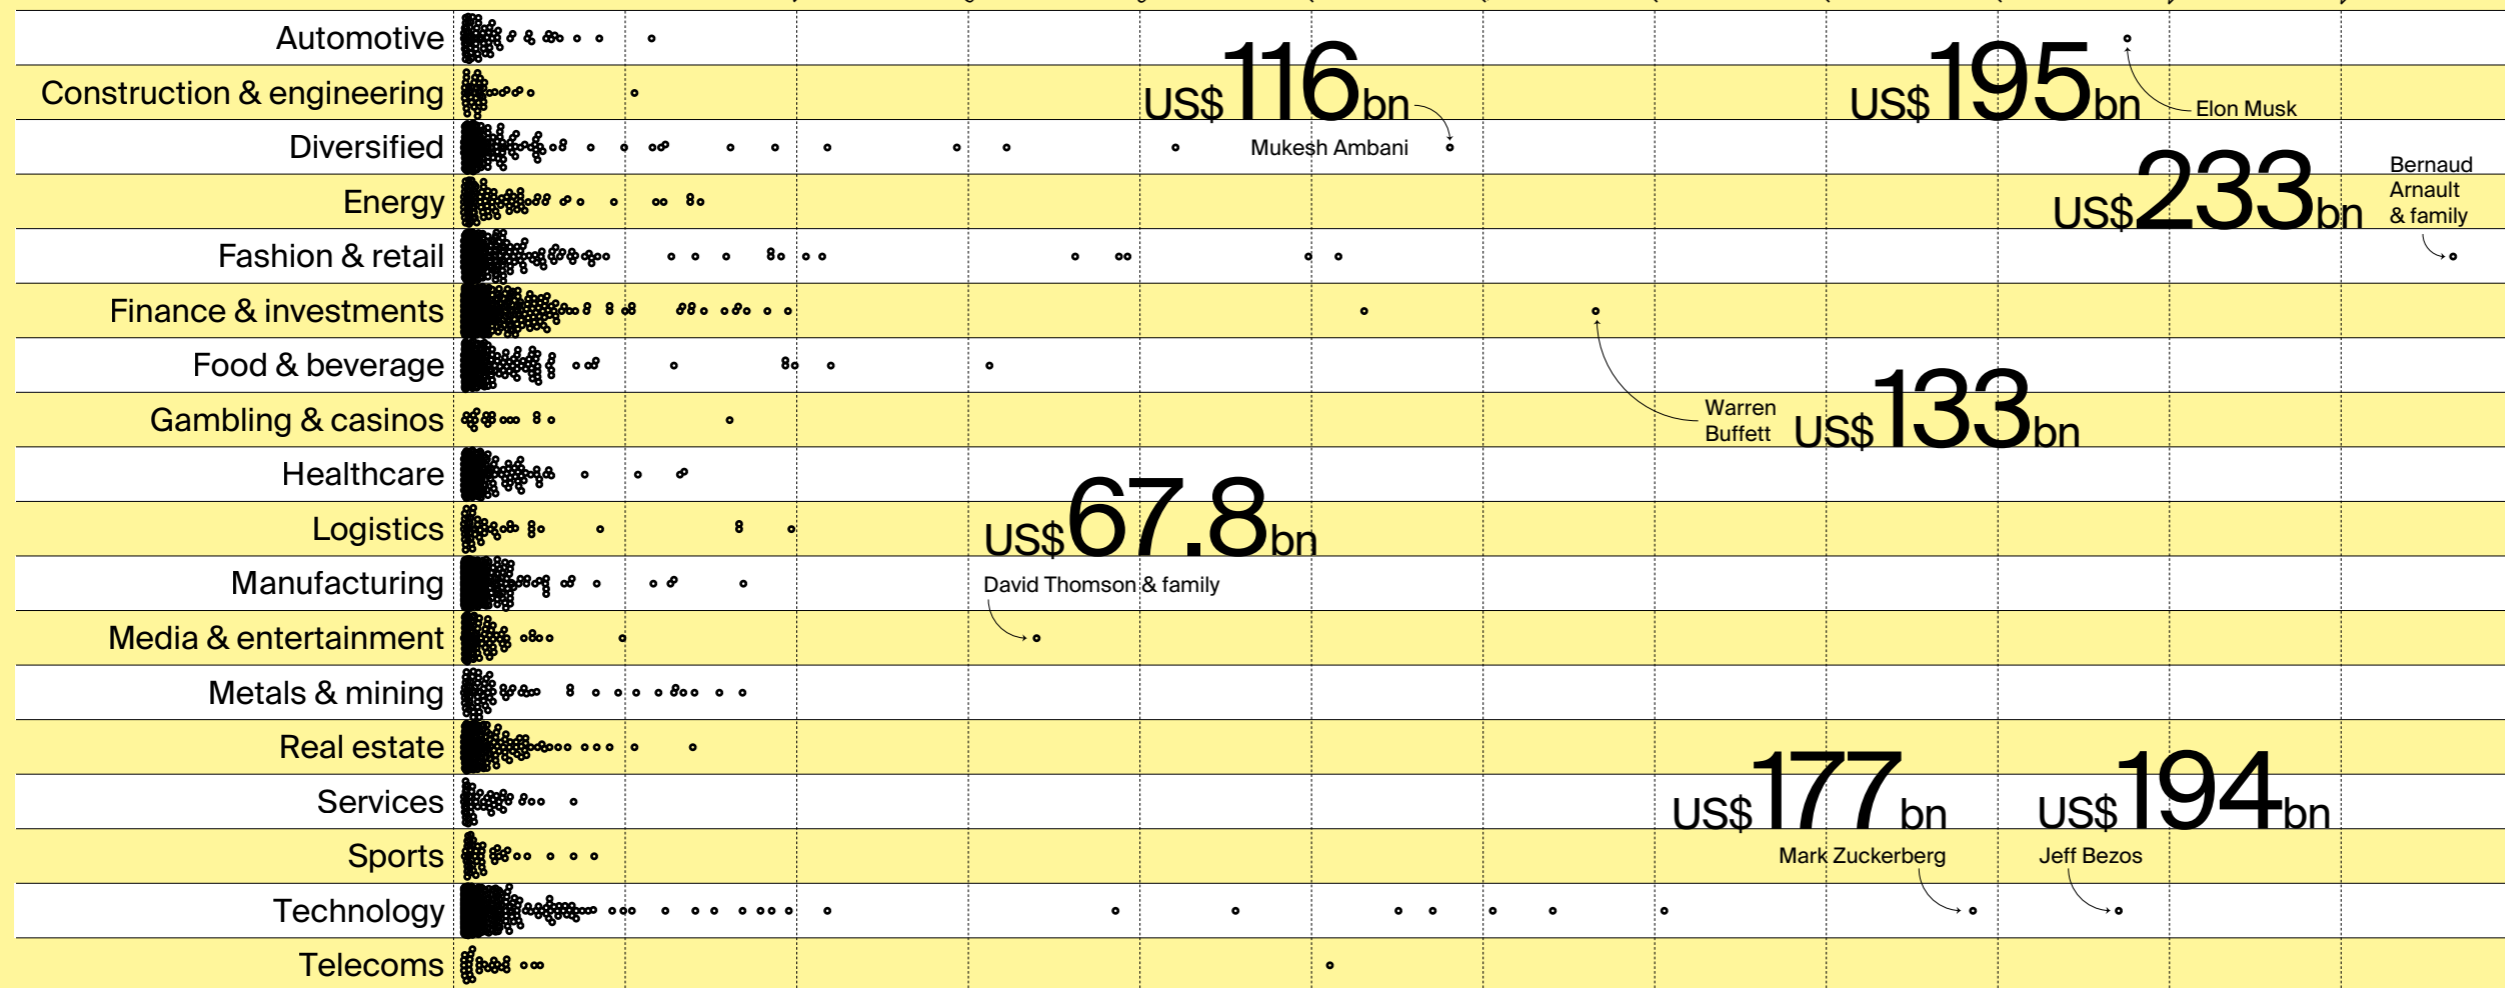 Automotive
Construction & engineering
US$116bn
US$195bn
Elon Musk
Diversified
Mukesh Ambani
Energy
US$233bn
Bernaud
Arnault
& family
Fashion & retail
Finance & investments
Food & beverage
Gambling & casinos
Warren
Buffett
US$133bn
Healthcare
Logistics
US$67.8bn
Manufacturing
David Thomson & family
Media & entertainment
Metals & mining
Real estate
Services
US$177bn
US$194bn
Sports
Mark Zuckerberg
Jeff Bezos
Technology
Telecoms